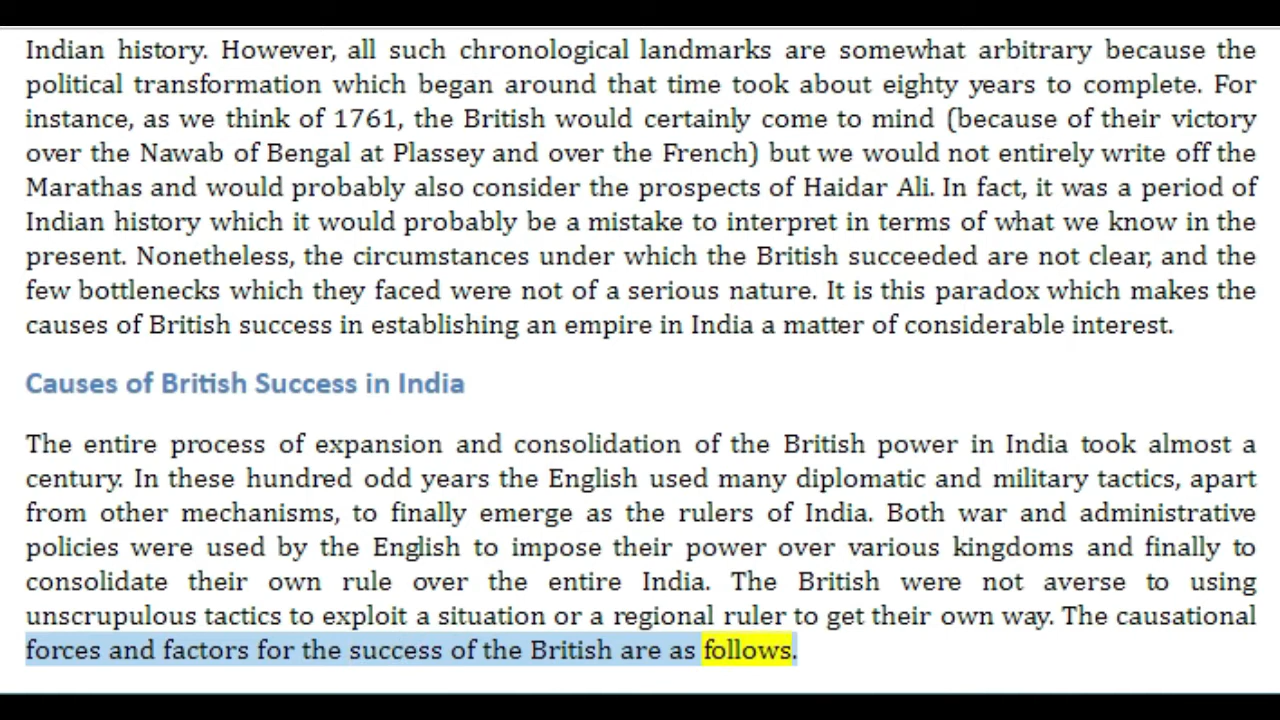 Indian history. However, all such chronological landmarks are somewhat arbitrary because the
political transformation which began around that time took about eighty years to complete. For
instance, as we think of 1761, the British would certainly come to mind (because of their victory
over the Nawab of Bengal at Plassey and over the French) but we would not entirely write off the
Marathas and would probably also consider the prospects of Haidar Ali. In fact, it was a period of
Indian history which it would probably be a mistake to interpret in terms of what we know in the
present. Nonetheless, the circumstances under which the British succeeded are not clear, and the
few bottlenecks which they faced were not of a serious nature. It is this paradox which makes the
causes of British success in establishing an empire in India a matter of considerable interest.
Causes of British Success in India
The entire process of expansion and consolidation of the British power in India took almost a
century. In these hundred odd years the English used many diplomatic and military tactics, apart
from other mechanisms, to finally emerge as the rulers of India. Both war and administrative
policies were used by the English to impose their power over various kingdoms and finally to
consolidate their own rule over the entire India. The British were not averse to using
unscrupulous tactics to exploit a situation or a regional ruler to get their own way. The causational
forces and factors for the success of the British are as follows.